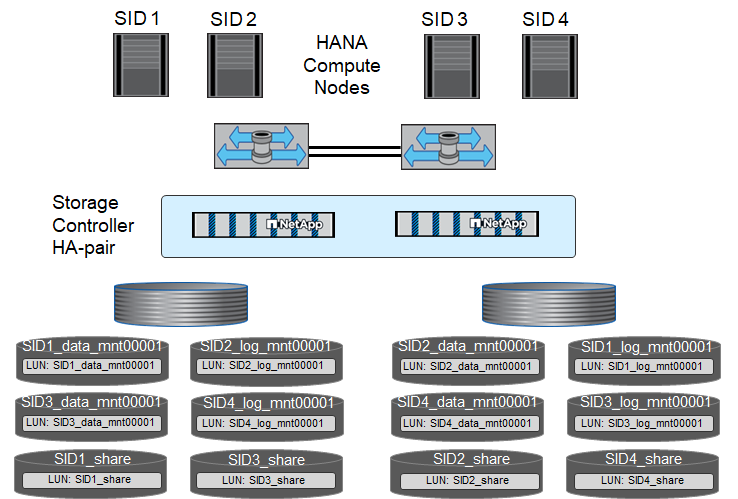 SID 1
SID 2
SID 3
SID 4
HANA
Compute
Nodes
Storage
Controller
HA-pair
NetApp
NetApp
SID1_data_mnt00001
LUN: SID1_data_mnt00001
SID2_log_mnt00001
LUN: SID2_log_mnt00001
SID2_data_mnt00001
LUN: SID2_data_mnt00001
SID1_log_mnt00001
LUN: SID1_log_mnt00001
SID3_data_mnt00001
LUN: SID3_data_mnt00001
SID4_log_mnt00001
LUN: SID4_log_mnt00001
SID4_data_mnt00001
LUN: SID4_data_mnt00001
SID3_log_mnt00001
LUN: SID3_log_mnt00001
SID1_share
LUN: SID1_share
SID3_share
LUN: SID3_share
SID2_share
LUN: SID2_share
SID4_share
LUN: SID4_share